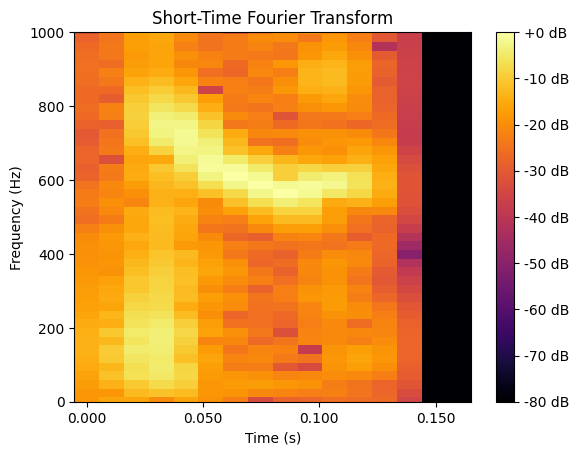 Short-Time Fourier Transform
Frequency (Hz)
1000
800
600
400
200
0
0.000 0.050 0.100 0.150
Time (s)
+0 dB
-10 dB
-20 dB
-30 dB
-40 dB
-50 dB
-60 dB
-70 dB
-80 dB